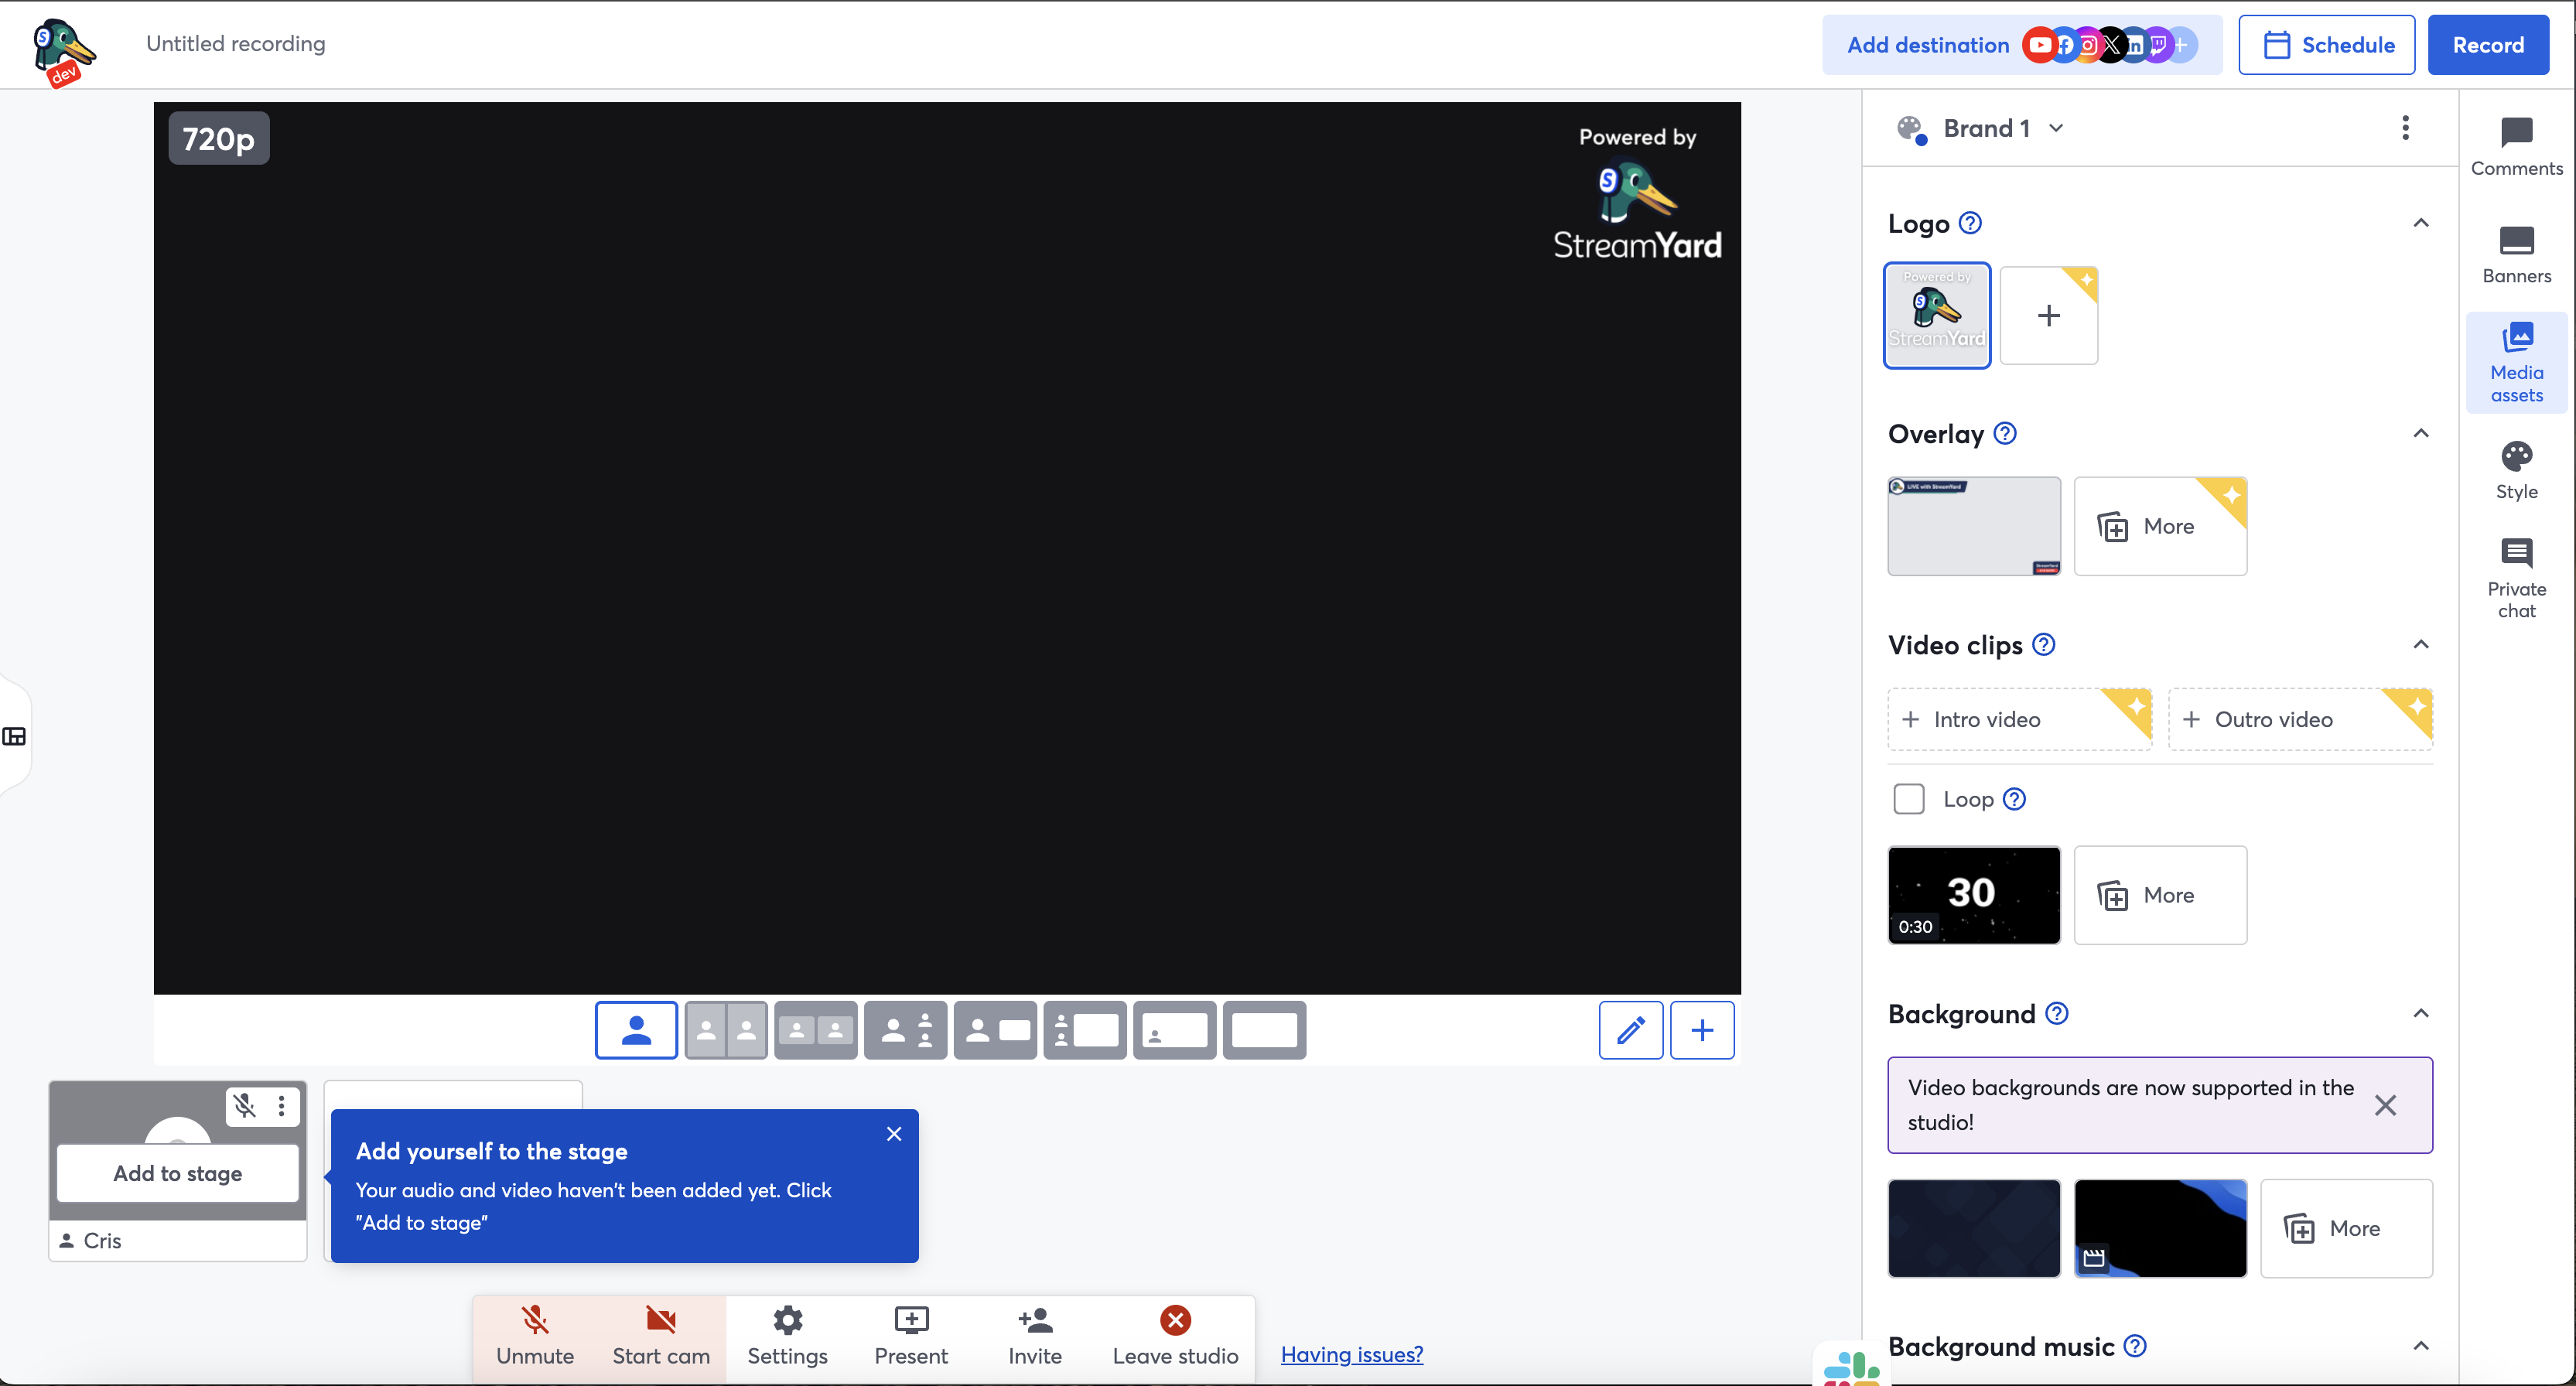 dev
Untitled recording
Add destination
Schedule
Record
720p
Powered by
StreamYard
Brand 1
Comments
Banners
Media
assets
Style
Private
chat
Logo
Powered by
StreamYard
Overlay
LIVE with StreamYard
More
Video clips
Intro video
Outro video
Loop
30
0:30
More
Background
Video backgrounds are now supported in the
studio!
More
Background music
Add to stage
Cris
Add yourself to the stage
Your audio and video haven't been added yet. Click
"Add to stage"
Unmute
Start cam
Settings
Present
Invite
Leave studio
Having issues?